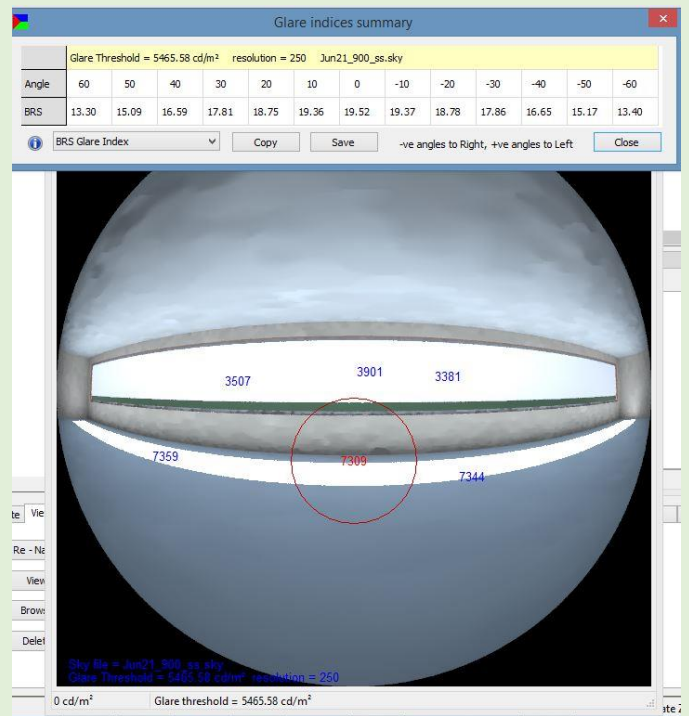 Glare indices summary
Glare Threshold = 5465.58 cd/m² resolution = 250 Jun21_900_ss.sky
Angle 60 50 40 30 20 10 0 -10 -20 -30 -40 -50 -60
BRS 13.30 15.09 16.59 17.81 18.75 19.36 19.52 19.37 18.78 17.86 16.65 15.17 13.40
BRS Glare Index Copy Save -ve angles to Right, +ve angles to Left Close
3507 3901 3381
7359 7309 7344
te Vie
Re - Na
View
Brows
Delet
Sky file = Jun21_900_ss.sky
Glare Threshold = 5465.58 cd/m² resolution = 250
0 cd/m² Glare threshold = 5465.58 cd/m²
ate Z